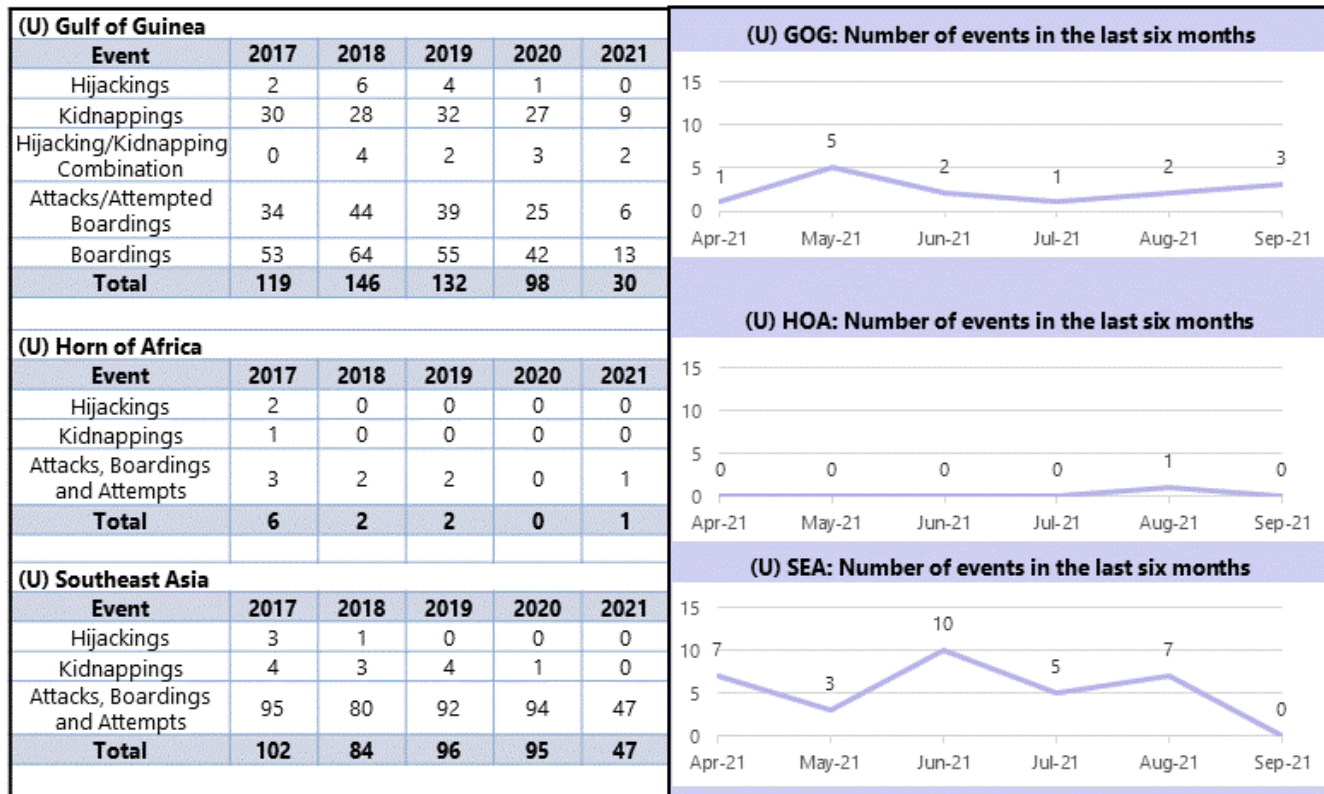 (U) Gulf of Guinea
Event 2017 2018 2019 2020 2021
Hijackings 2 6 4 1 0
Kidnappings 30 28 32 27 9
Hijacking/Kidnapping
Combination 0 4 2 3 2
Attacks/Attempted
Boardings 34 44 39 25 6
Boardings 53 64 55 42 13
Total 119 146 132 98 30
(U) Horn of Africa
Event 2017 2018 2019 2020 2021
Hijackings 2 0 0 0 0
Kidnappings 1 0 0 0 0
Attacks, Boardings
and Attempts 3 2 2 0 1
Total 6 2 2 0 1
(U) Southeast Asia
Event 2017 2018 2019 2020 2021
Hijackings 3 1 0 0 0
Kidnappings 4 3 4 1 0
Attacks, Boardings
and Attempts 95 80 92 94 47
Total 102 84 96 95 47
(U) GOG: Number of events in the last six months
15
10
5
0
1 5 2 1 2 3
Apr-21 May-21 Jun-21 Jul-21 Aug-21 Sep-21
(U) HOA: Number of events in the last six months
15
10
5
0
0 0 0 0 1 0
Apr-21 May-21 Jun-21 Jul-21 Aug-21 Sep-21
(U) SEA: Number of events in the last six months
15
10
5
0
7 3 10 5 7 0
Apr-21 May-21 Jun-21 Jul-21 Aug-21 Sep-21